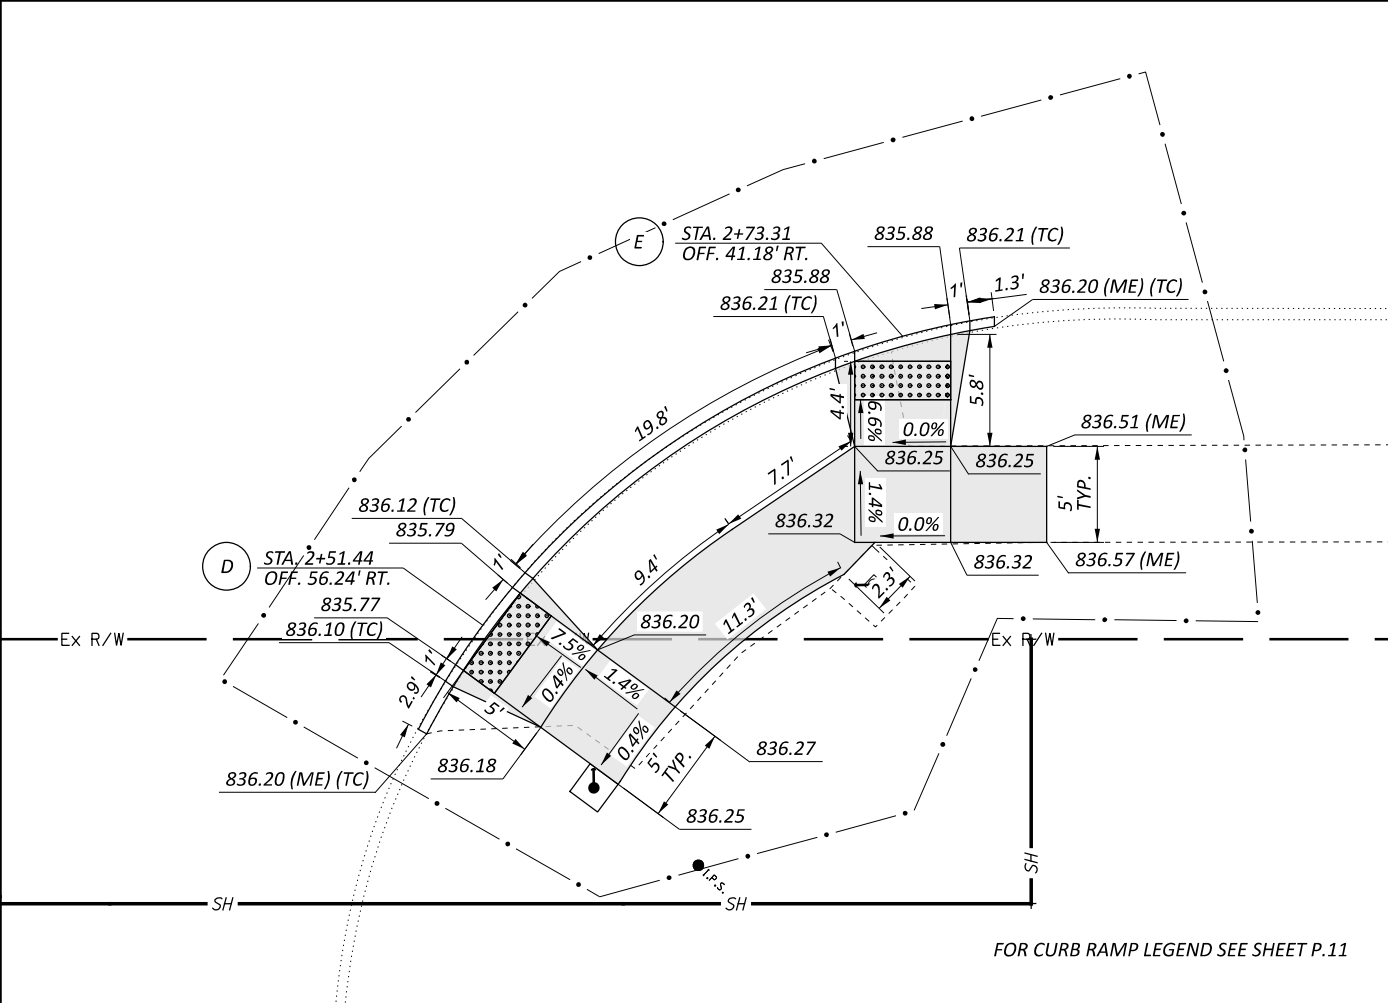 E
STA. 2+73.31
OFF. 41.18' RT.
835.88
836.21 (TC)
835.88
836.21 (TC)
1'
1.3'
836.20 (ME) (TC)
1'
19.8'
4.4'
6.6%
0.0%
5.8'
836.51 (ME)
836.25
836.25
7.7'
1.4%
5'
TYP.
836.12 (TC)
835.79
836.32
0.0%
836.32
836.57 (ME)
D
STA. 2+51.44
OFF. 56.24' RT.
1'
9.4'
2.3'
835.77
836.10 (TC)
11.3'
836.20
Ex R/W
Ex R/W
7.5%
1'
0.4%
1.4%
2.9'
5'
0.4%
836.27
5'
TYP.
836.18
836.20 (ME) (TC)
836.25
I.P.S.
SH
SH
SH
FOR CURB RAMP LEGEND SEE SHEET P.11